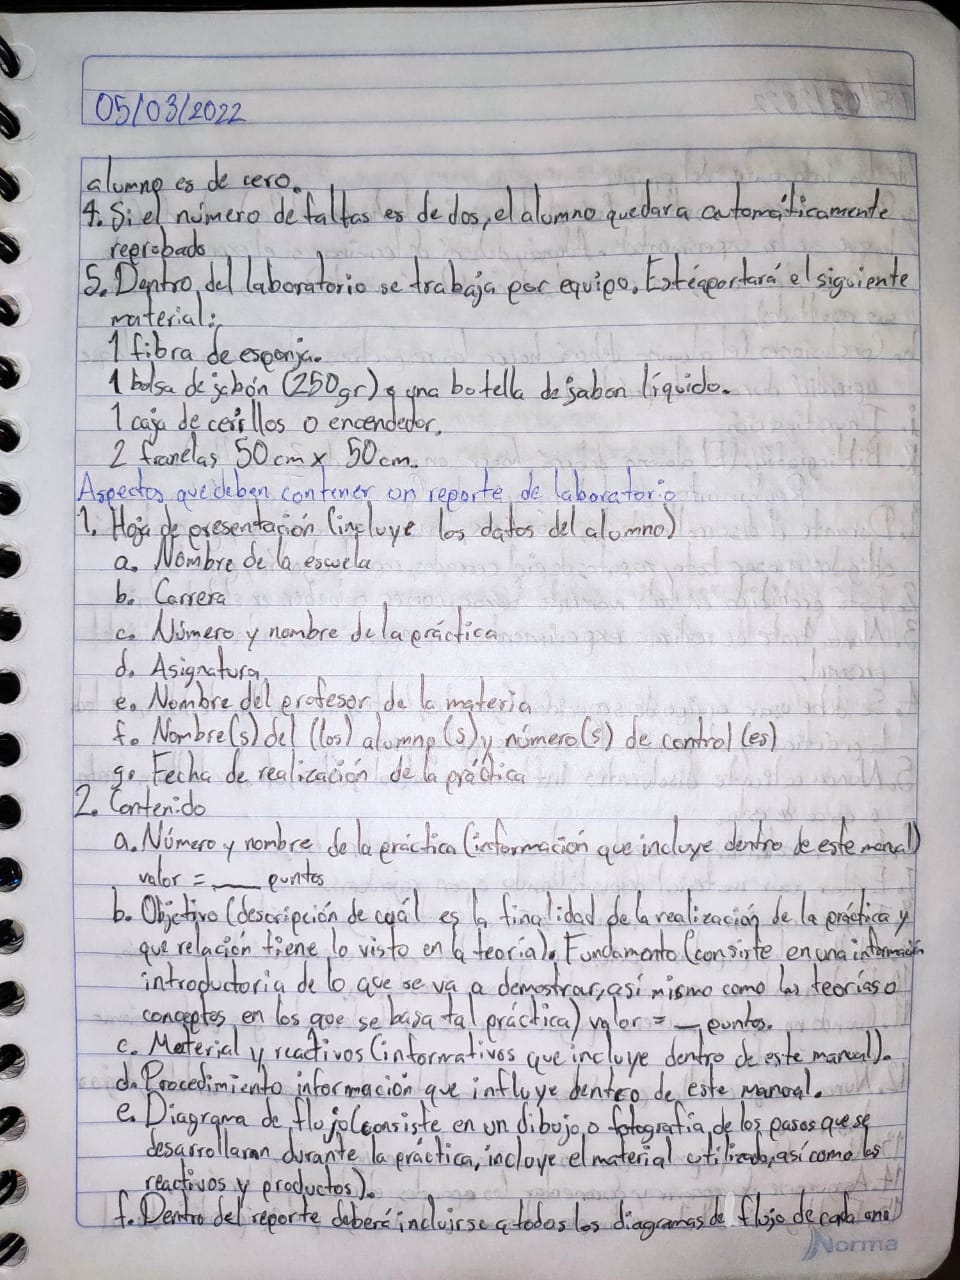 05/03/2022
alumno es de cero.
4. Si el número de faltas es de dos, el alumno quedara automáticamente
reprobado
5. Dentro del laboratorio se trabaja por equipo. Este aportará el siguiente
material:
1 fibra de esponja.
1 bolsa de jabón (250gr) y una botella de jabon líquido.
1 caja de cerillos o encendedor.
2 franelas 50cm x 50cm.
Aspectos que deben contener un reporte de laboratorio
1. Hoja de presentación (incluye los datos del alumno)
a. Nombre de la escuela
b. Carrera
c. Número y nombre de la práctica
d. Asignatura
e. Nombre del profesor de la materia
f. Nombre(s) del (los) alumno(s) y número(s) de control(es)
g. Fecha de realización de la práctica
2. Contenido
a. Número y nombre de la práctica (información que incluye dentro de este manual)
valor = ___ puntos
b. Objetivo (descripción de cuál es la finalidad de la realización de la práctica y
que relación tiene lo visto en la teoría). Fundamento (consiste en una información
introductoria de lo que se va a demostrar, así mismo como las teorías o
conceptos en los que se basa tal práctica) valor = __ puntos.
c. Material y reactivos (informativos que incluye dentro de este manual).
d. Procedimiento información que influye dentro de este manual.
e. Diagrama de flujo (consiste en un dibujo o fotografía de los pasos que se
desarrollaran durante la práctica, incluye el material utilizado, así como los
reactivos y productos).
f. Dentro del reporte deberá incluirse a todos los diagramas de flujo de cada una
Norma